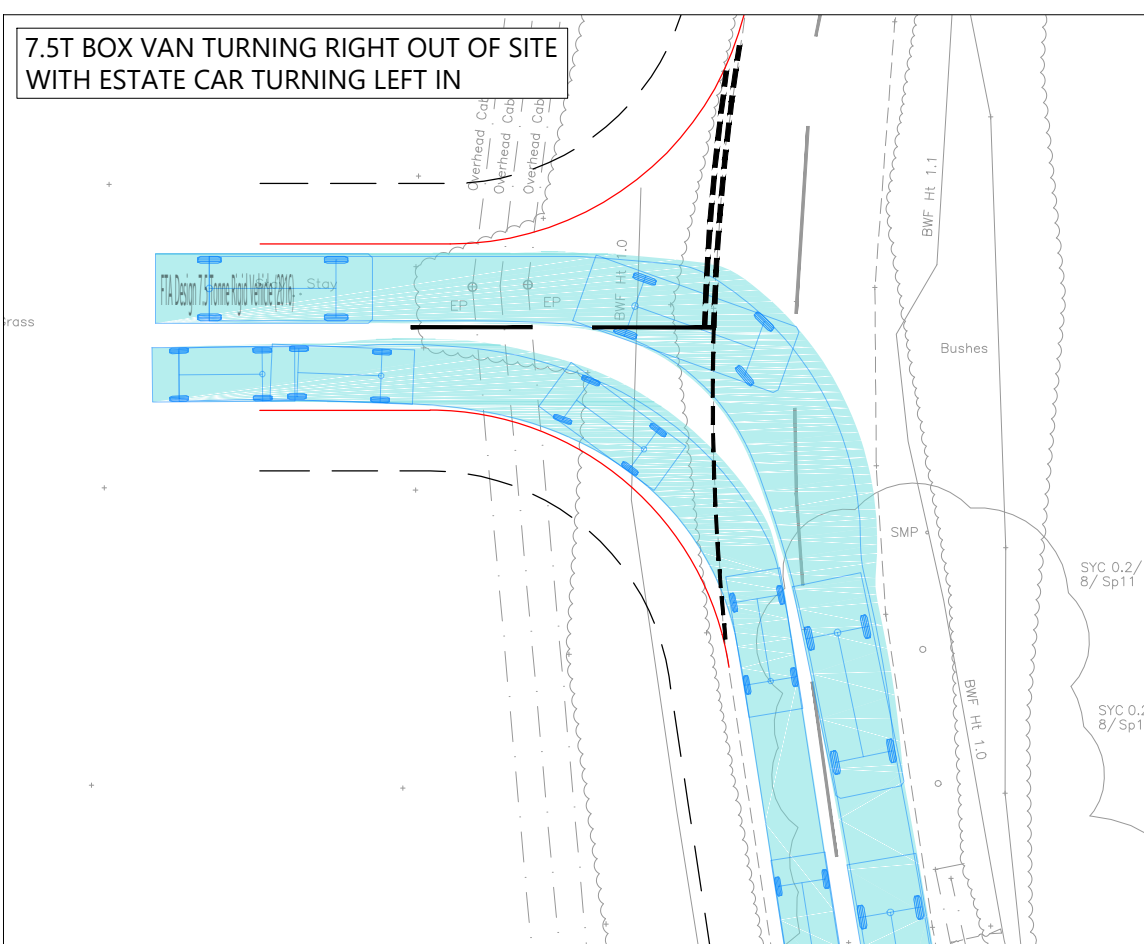 7.5T BOX VAN TURNING RIGHT OUT OF SITE
WITH ESTATE CAR TURNING LEFT IN
Overhead Cab
Overhead Cab
Overhead Cab
BWF Ht 1.1
BWF Ht 1.0
FTA Design 7.5 Tonne Rigid Vehicle (2016)
Stay
EP
EP
Grass
Bushes
SMP
SYC 0.2/
8/Sp11
BWF Ht 1.0
SYC 0.2
8/Sp1